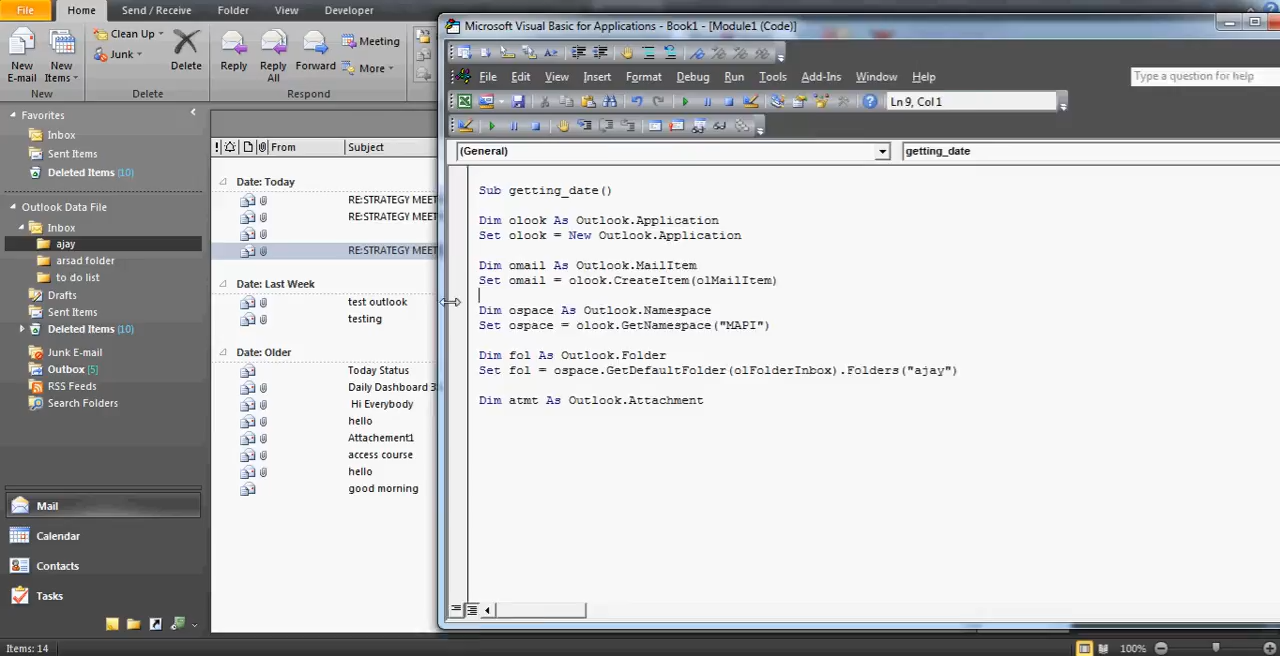 File Home Send / Receive Folder View Developer
New E-mail
New Items
Clean Up
Junk
Delete
Reply
Reply All
Forward
Meeting
More
New Delete Respond
Favorites
Inbox
Sent Items
Deleted Items (10)
Outlook Data File
Inbox
ajay
arsad folder
to do list
Drafts
Sent Items
Deleted Items (10)
Junk E-mail
Outbox [5]
RSS Feeds
Search Folders
Mail
Calendar
Contacts
Tasks
Items: 14
From Subject
Date: Today
RE:STRATEGY MEET
RE:STRATEGY MEET
RE:STRATEGY MEET
Date: Last Week
test outlook
testing
Date: Older
Today Status
Daily Dashboard
Hi Everybody
hello
Attachement1
access course
hello
good morning
Microsoft Visual Basic for Applications - Book1 - [Module1 (Code)]
File Edit View Insert Format Debug Run Tools Add-Ins Window Help
Type a question for help
Ln 9, Col 1
(General) getting_date
Sub getting_date()
Dim olook As Outlook.Application
Set olook = New Outlook.Application
Dim omail As Outlook.MailItem
Set omail = olook.CreateItem(olMailItem)
Dim ospace As Outlook.Namespace
Set ospace = olook.GetNamespace("MAPI")
Dim fol As Outlook.Folder
Set fol = ospace.GetDefaultFolder(olFolderInbox).Folders("ajay")
Dim atmt As Outlook.Attachment
100%